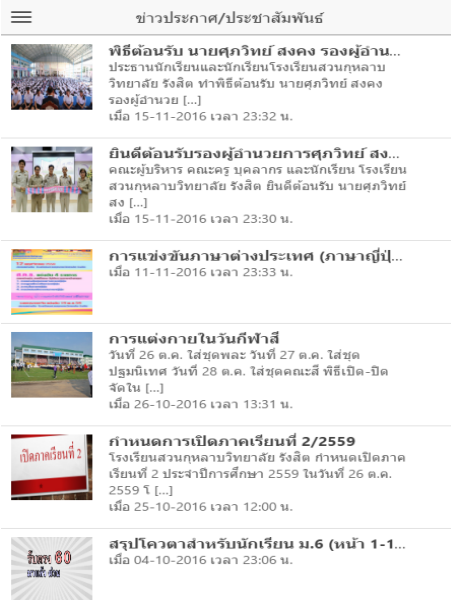 ข่าวประกาศ/ประชาสัมพันธ์
พิธีต้อนรับ นายศุภวิทย์ สงคง รองผู้อำน...
ประธานนักเรียนและนักเรียนโรงเรียนสวนกุหลาบ
วิทยาลัย รังสิต ทำพิธีต้อนรับ นายศุภวิทย์ สงคง
รองผู้อำนวย [...]
เมื่อ 15-11-2016 เวลา 23:32 น.
ยินดีต้อนรับรองผู้อำนวยการศุภวิทย์ สง...
คณะผู้บริหาร คณะครู บุคลากร และนักเรียน โรงเรียน
สวนกุหลาบวิทยาลัย รังสิต ยินดีต้อนรับ นายศุภวิทย์
สง [...]
เมื่อ 15-11-2016 เวลา 23:30 น.
การแข่งขันภาษาต่างประเทศ (ภาษาญี่ปุ่...
เมื่อ 11-11-2016 เวลา 23:33 น.
การแต่งกายในวันกีฬาสี
วันที่ 26 ต.ค. ใส่ชุดพละ วันที่ 27 ต.ค. ใส่ชุด
ปฐมนิเทศ วันที่ 28 ต.ค. ใส่ชุดคณะสี พิธีเปิด-ปิด
จัดใน [...]
เมื่อ 26-10-2016 เวลา 13:31 น.
เปิดภาคเรียนที่ 2
กำหนดการเปิดภาคเรียนที่ 2/2559
โรงเรียนสวนกุหลาบวิทยาลัย รังสิต กำหนดเปิดภาค
เรียนที่ 2 ประจำปีการศึกษา 2559 ในวันที่ 26 ต.ค.
2559 โ [...]
เมื่อ 25-10-2016 เวลา 12:00 น.
รับตรง 60
สรุปโควตาสำหรับนักเรียน ม.6 (หน้า 1-1...
เมื่อ 04-10-2016 เวลา 23:06 น.